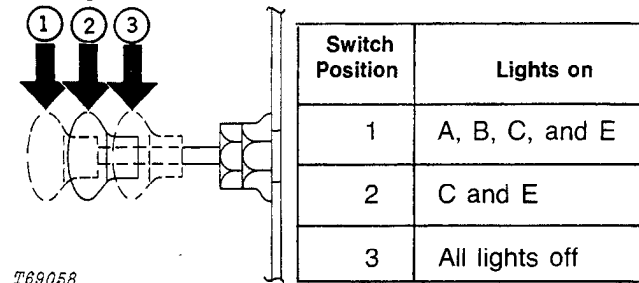 1 2 3
Switch Position Lights on
1 A, B, C, and E
2 C and E
3 All lights off
T69058